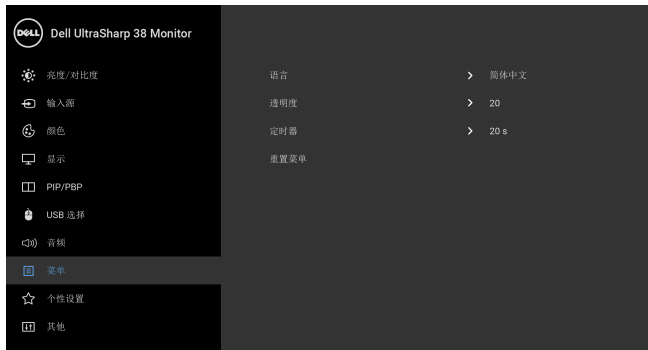 DELL Dell UltraSharp 38 Monitor
亮度/对比度 语言 简体中文
输入源 透明度 20
颜色 定时器 20 s
显示 重置菜单
PIP/PBP
USB 选择
音频
菜单
个性设置
其他